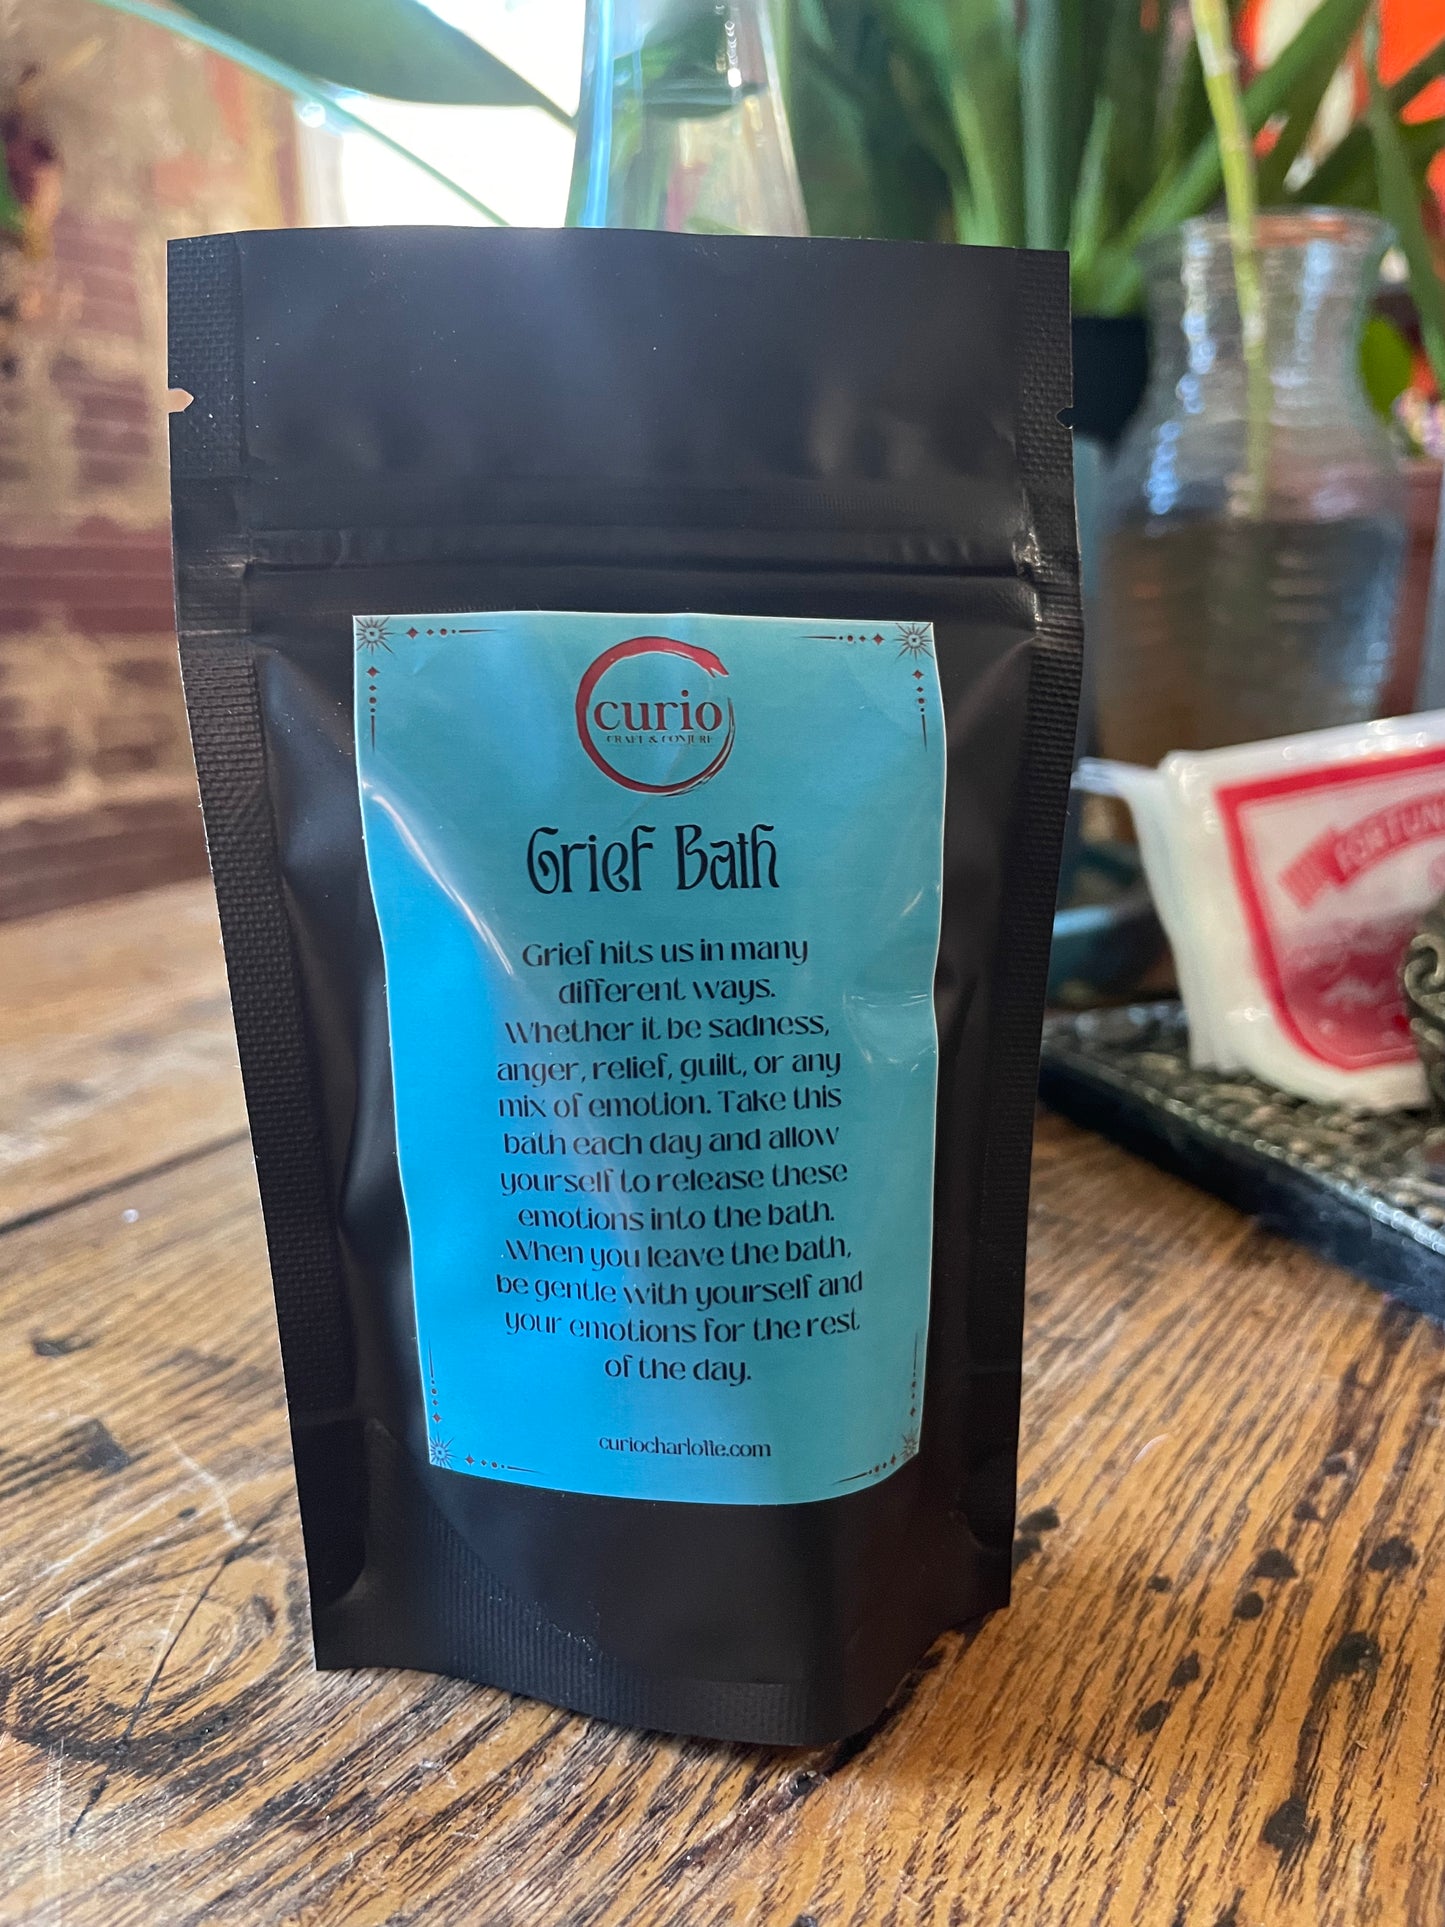 curio
CRAFT & CONJURE
Grief Bath
Grief hits us in many
different ways.
Whether it be sadness,
anger, relief, guilt, or any
mix of emotion. Take this
bath each day and allow
yourself to release these
emotions into the bath.
When you leave the bath,
be gentle with yourself and
your emotions for the rest
of the day.
curiocharlotte.com
FORTUN